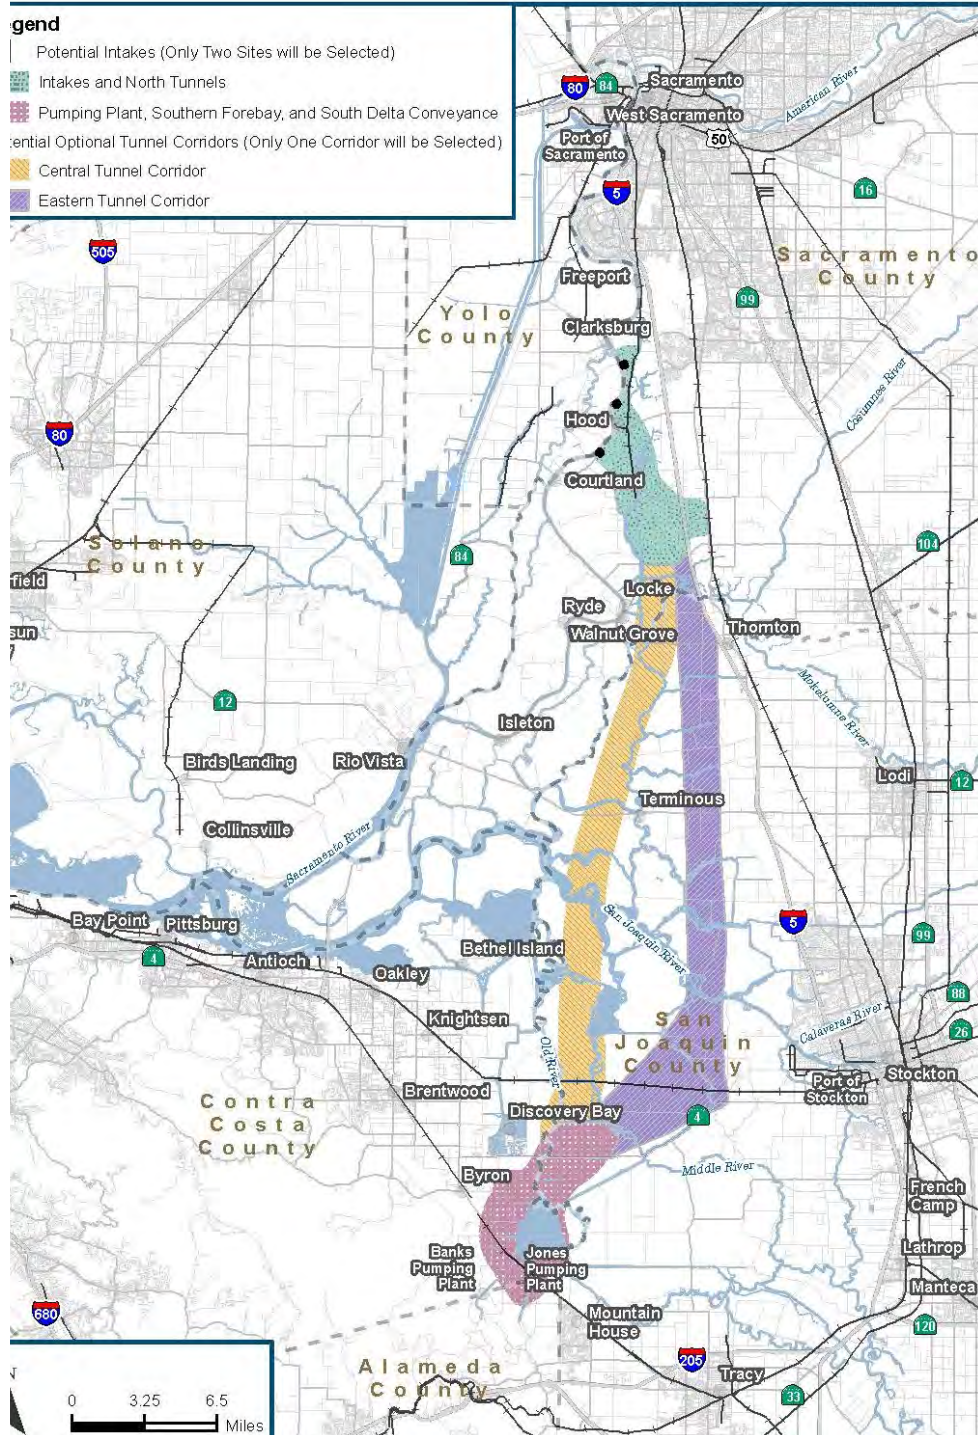 gend
Potential Intakes (Only Two Sites will be Selected)
Intakes and North Tunnels
Pumping Plant, Southern Forebay, and South Delta Conveyance
ential Optional Tunnel Corridors (Only One Corridor will be Selected)
Central Tunnel Corridor
Eastern Tunnel Corridor
80
84
Sacramento
American River
West Sacramento
50
Port of
Sacramento
5
16
505
Sacramento
County
Freeport
99
Yolo
County
Clarksburg
Cosumnes River
Hood
80
Courtland
Solano
County
84
104
field
Locke
Ryde
sun
Walnut Grove
Thornton
Mokelumne River
12
Isleton
Birds Landing
Rio Vista
Lodi
12
Terminous
Collinsville
Sacramento River
Bay Point
Pittsburg
5
San Joaquin River
99
4
Antioch
Bethel Island
Oakley
88
Knightsen
San
Joaquin
County
Calaveras River
26
Old River
Stockton
Port of
Stockton
Brentwood
Contra
Costa
County
Discovery Bay
4
Middle River
Byron
French
Camp
Banks
Pumping
Plant
Jones
Pumping
Plant
Lathrop
Manteca
680
Mountain
House
120
205
Alameda
County
Tracy
33
N
0 3.25 6.5
Miles